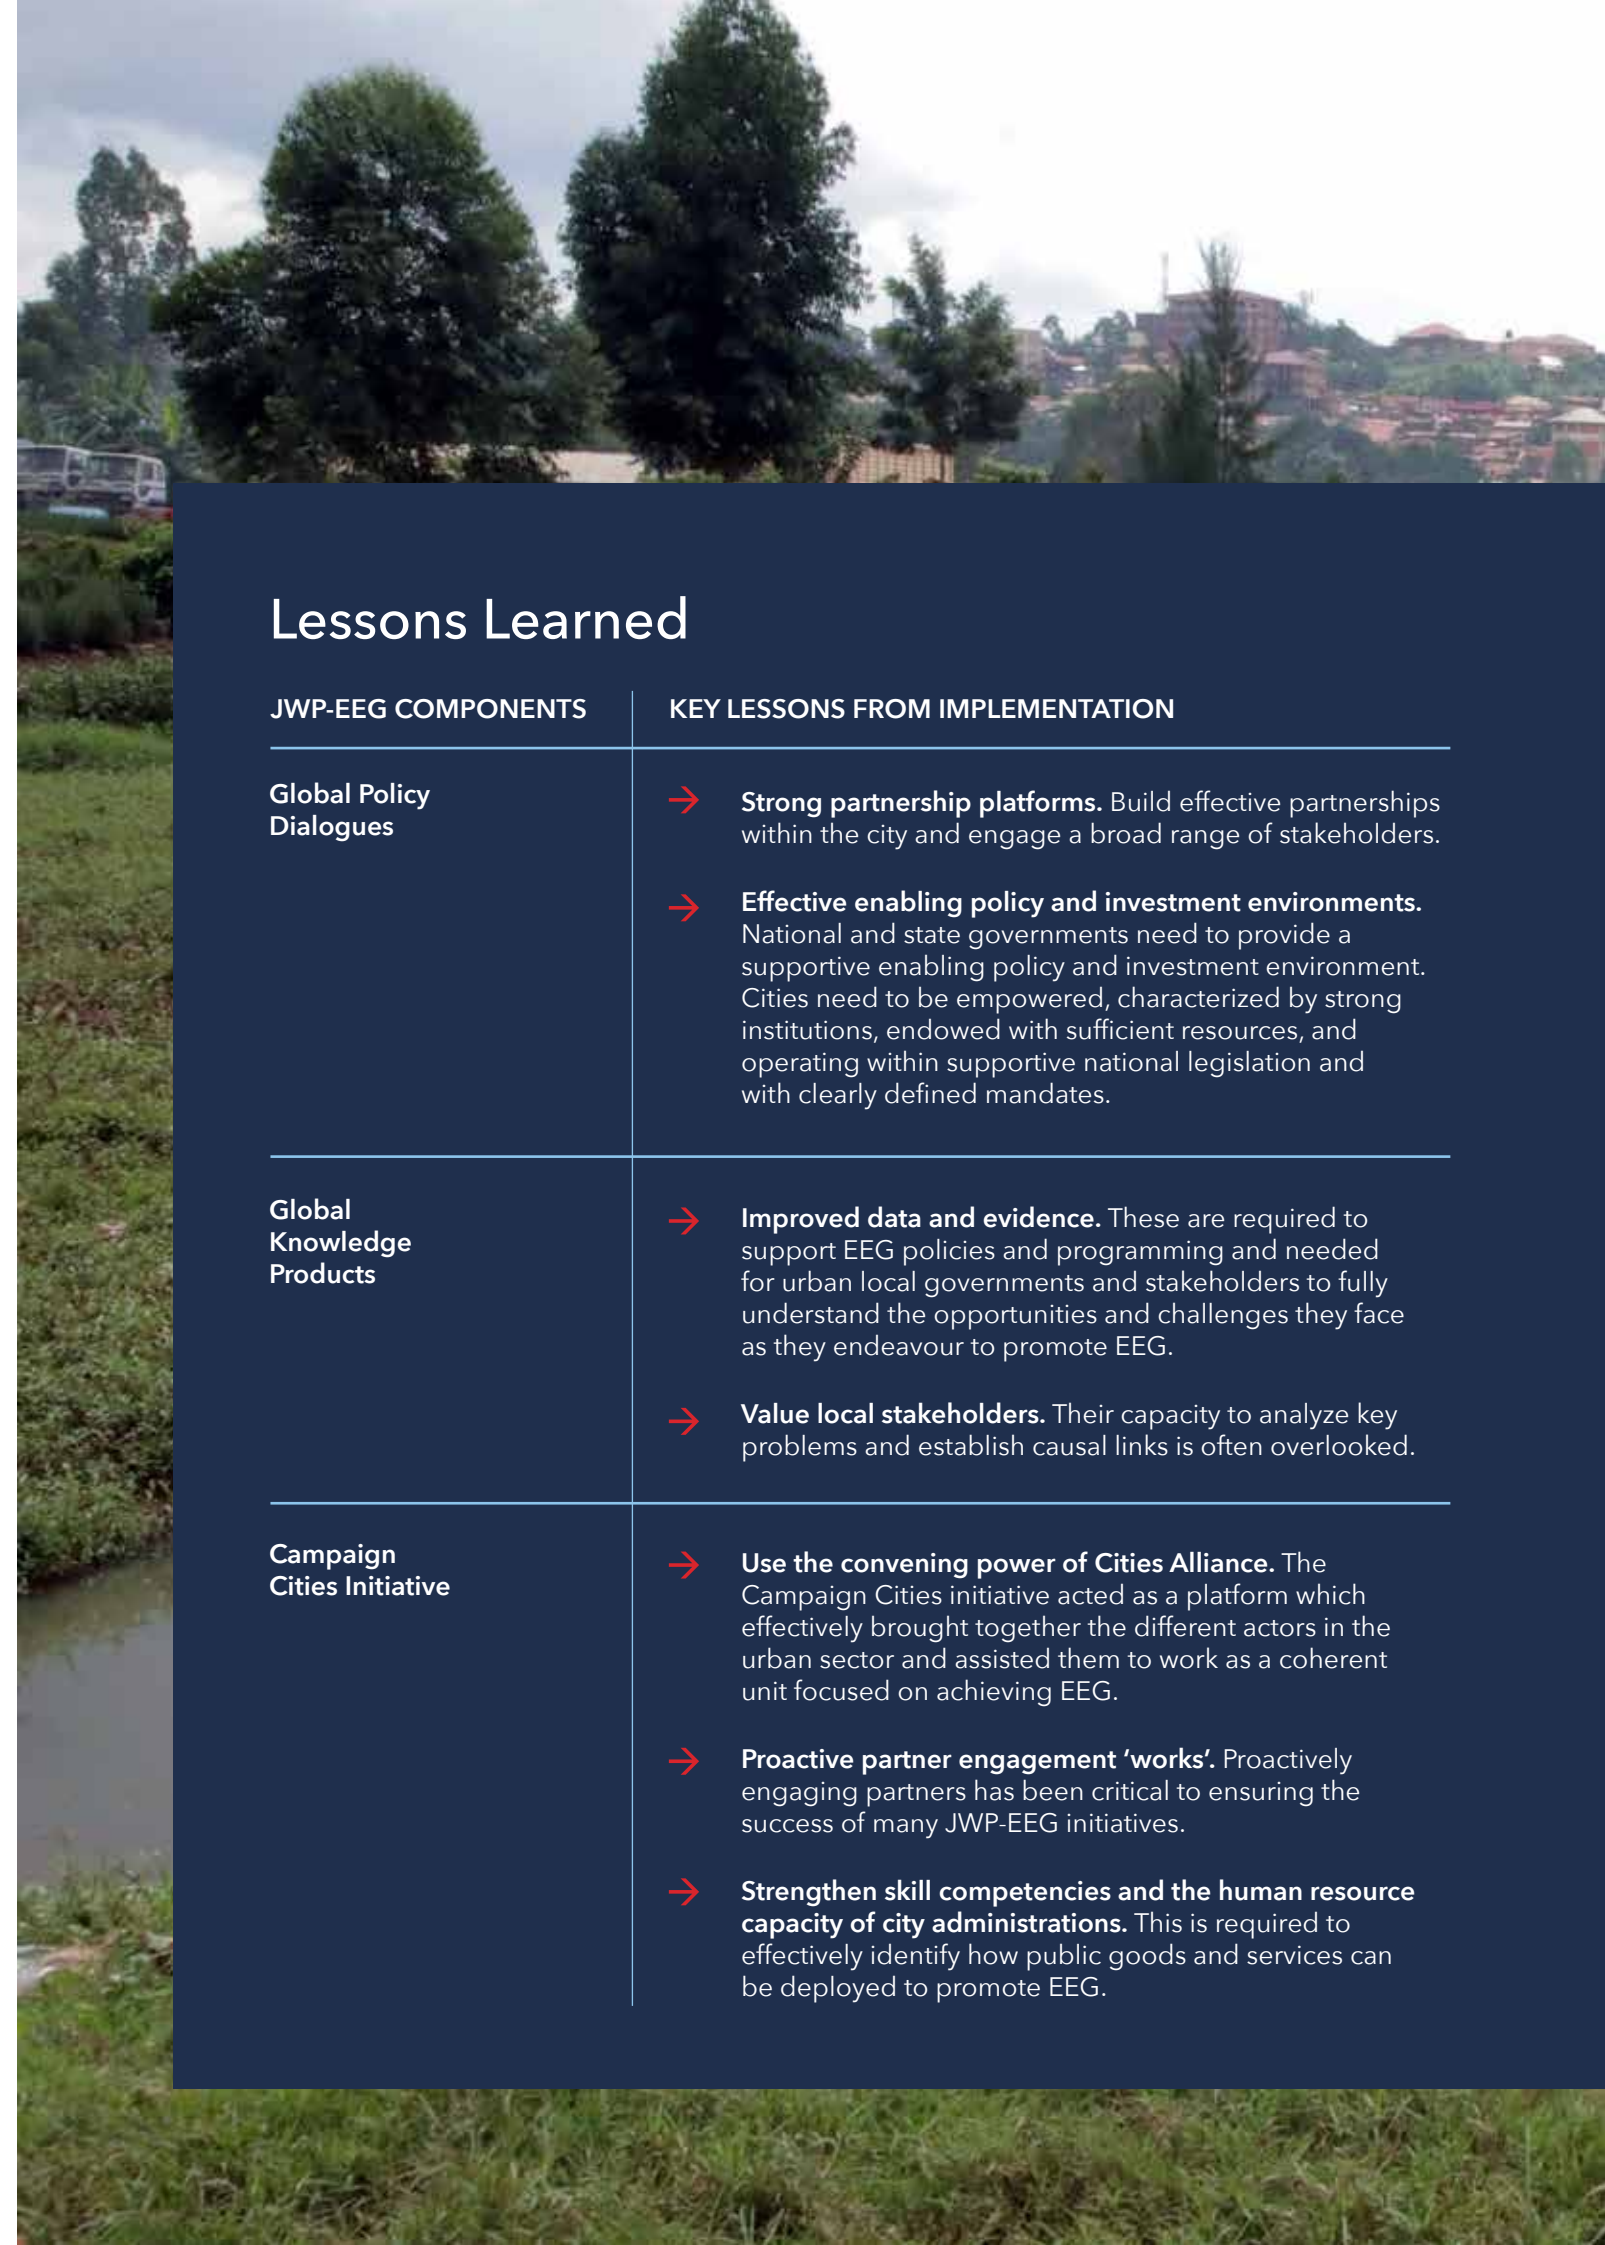 Lessons Learned
JWP-EEG COMPONENTS
KEY LESSONS FROM IMPLEMENTATION
Global Policy
Dialogues
Strong partnership platforms. Build effective partnerships
within the city and engage a broad range of stakeholders.
Effective enabling policy and investment environments.
National and state governments need to provide a
supportive enabling policy and investment environment.
Cities need to be empowered, characterized by strong
institutions, endowed with sufficient resources, and
operating within supportive national legislation and
with clearly defined mandates.
Global
Knowledge
Products
Improved data and evidence. These are required to
support EEG policies and programming and needed
for urban local governments and stakeholders to fully
understand the opportunities and challenges they face
as they endeavour to promote EEG.
Value local stakeholders. Their capacity to analyze key
problems and establish causal links is often overlooked.
Campaign
Cities Initiative
Use the convening power of Cities Alliance. The
Campaign Cities initiative acted as a platform which
effectively brought together the different actors in the
urban sector and assisted them to work as a coherent
unit focused on achieving EEG.
Proactive partner engagement ‘works’. Proactively
engaging partners has been critical to ensuring the
success of many JWP-EEG initiatives.
Strengthen skill competencies and the human resource
capacity of city administrations. This is required to
effectively identify how public goods and services can
be deployed to promote EEG.